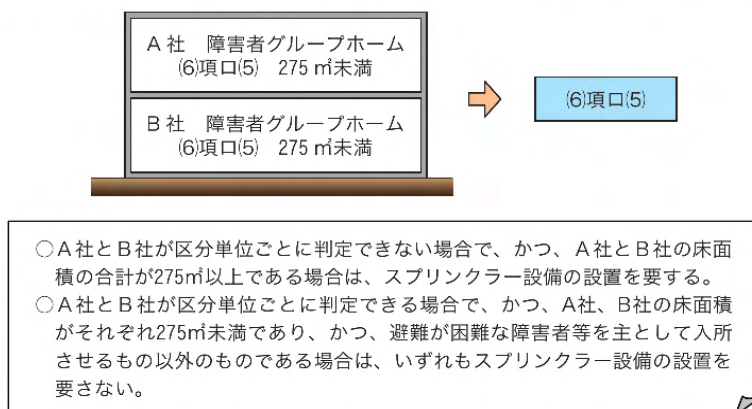 A社 障害者グループホーム
⑹項ロ⑸ 275㎡未満
⑹項ロ⑸
B社 障害者グループホーム
⑹項ロ⑸ 275㎡未満
○A社とB社が区分単位ごとに判定できない場合で、かつ、A社とB社の床面
積の合計が275㎡以上である場合は、スプリンクラー設備の設置を要する。
○A社とB社が区分単位ごとに判定できる場合で、かつ、A社、B社の床面積
がそれぞれ275㎡未満であり、かつ、避難が困難な障害者等を主として入所
させるもの以外のものである場合は、いずれもスプリンクラー設備の設置を
要さない。